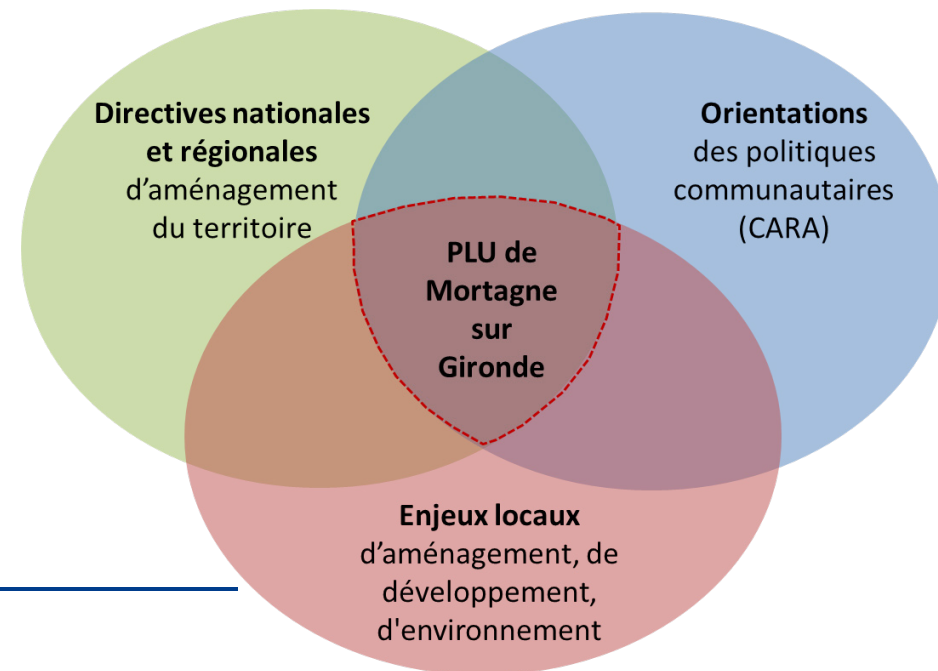 Directives nationales
et régionales
d’aménagement
du territoire
Orientations
des politiques
communautaires
(CARA)
PLU de
Mortagne
sur
Gironde
Enjeux locaux
d’aménagement, de
développement,
d'environnement